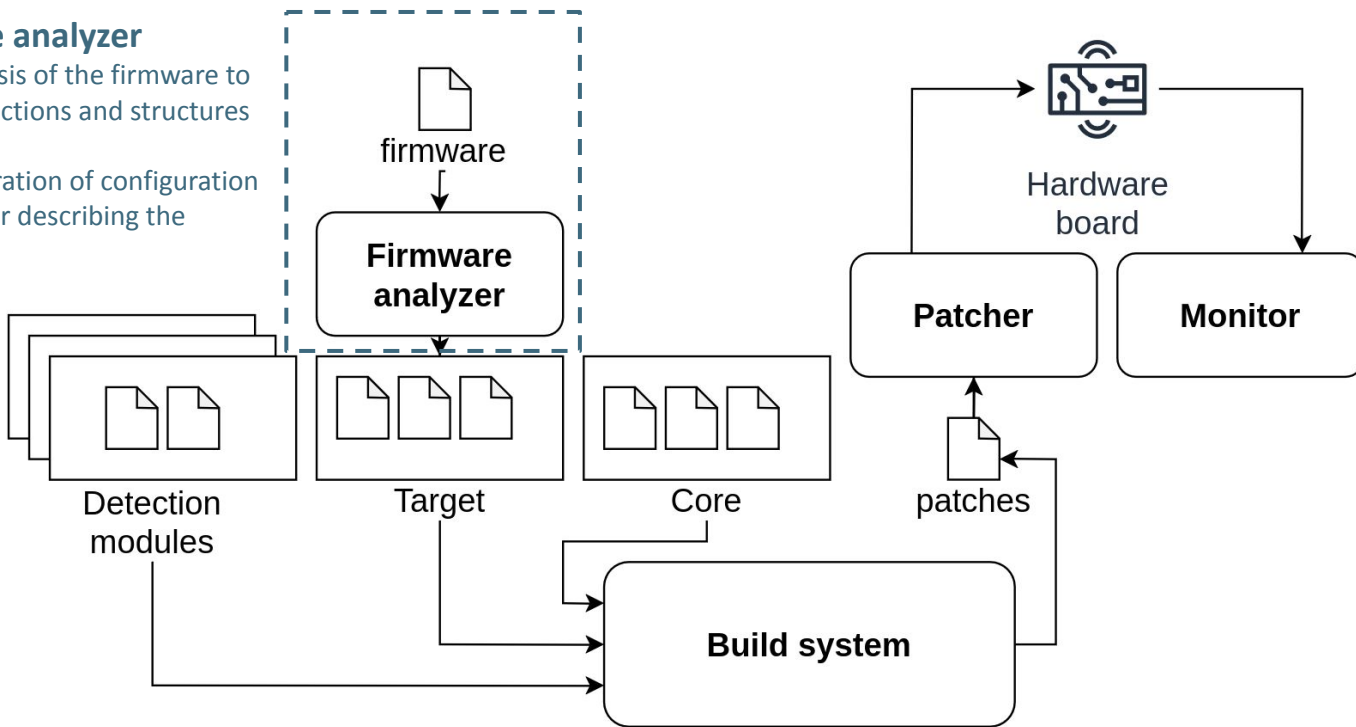 e analyzer
sis of the firmware to
ctions and structures
ration of configuration
r describing the
firmware
Firmware
analyzer
Hardware
board
Patcher
Monitor
Detection
modules
Target
Core
patches
Build system